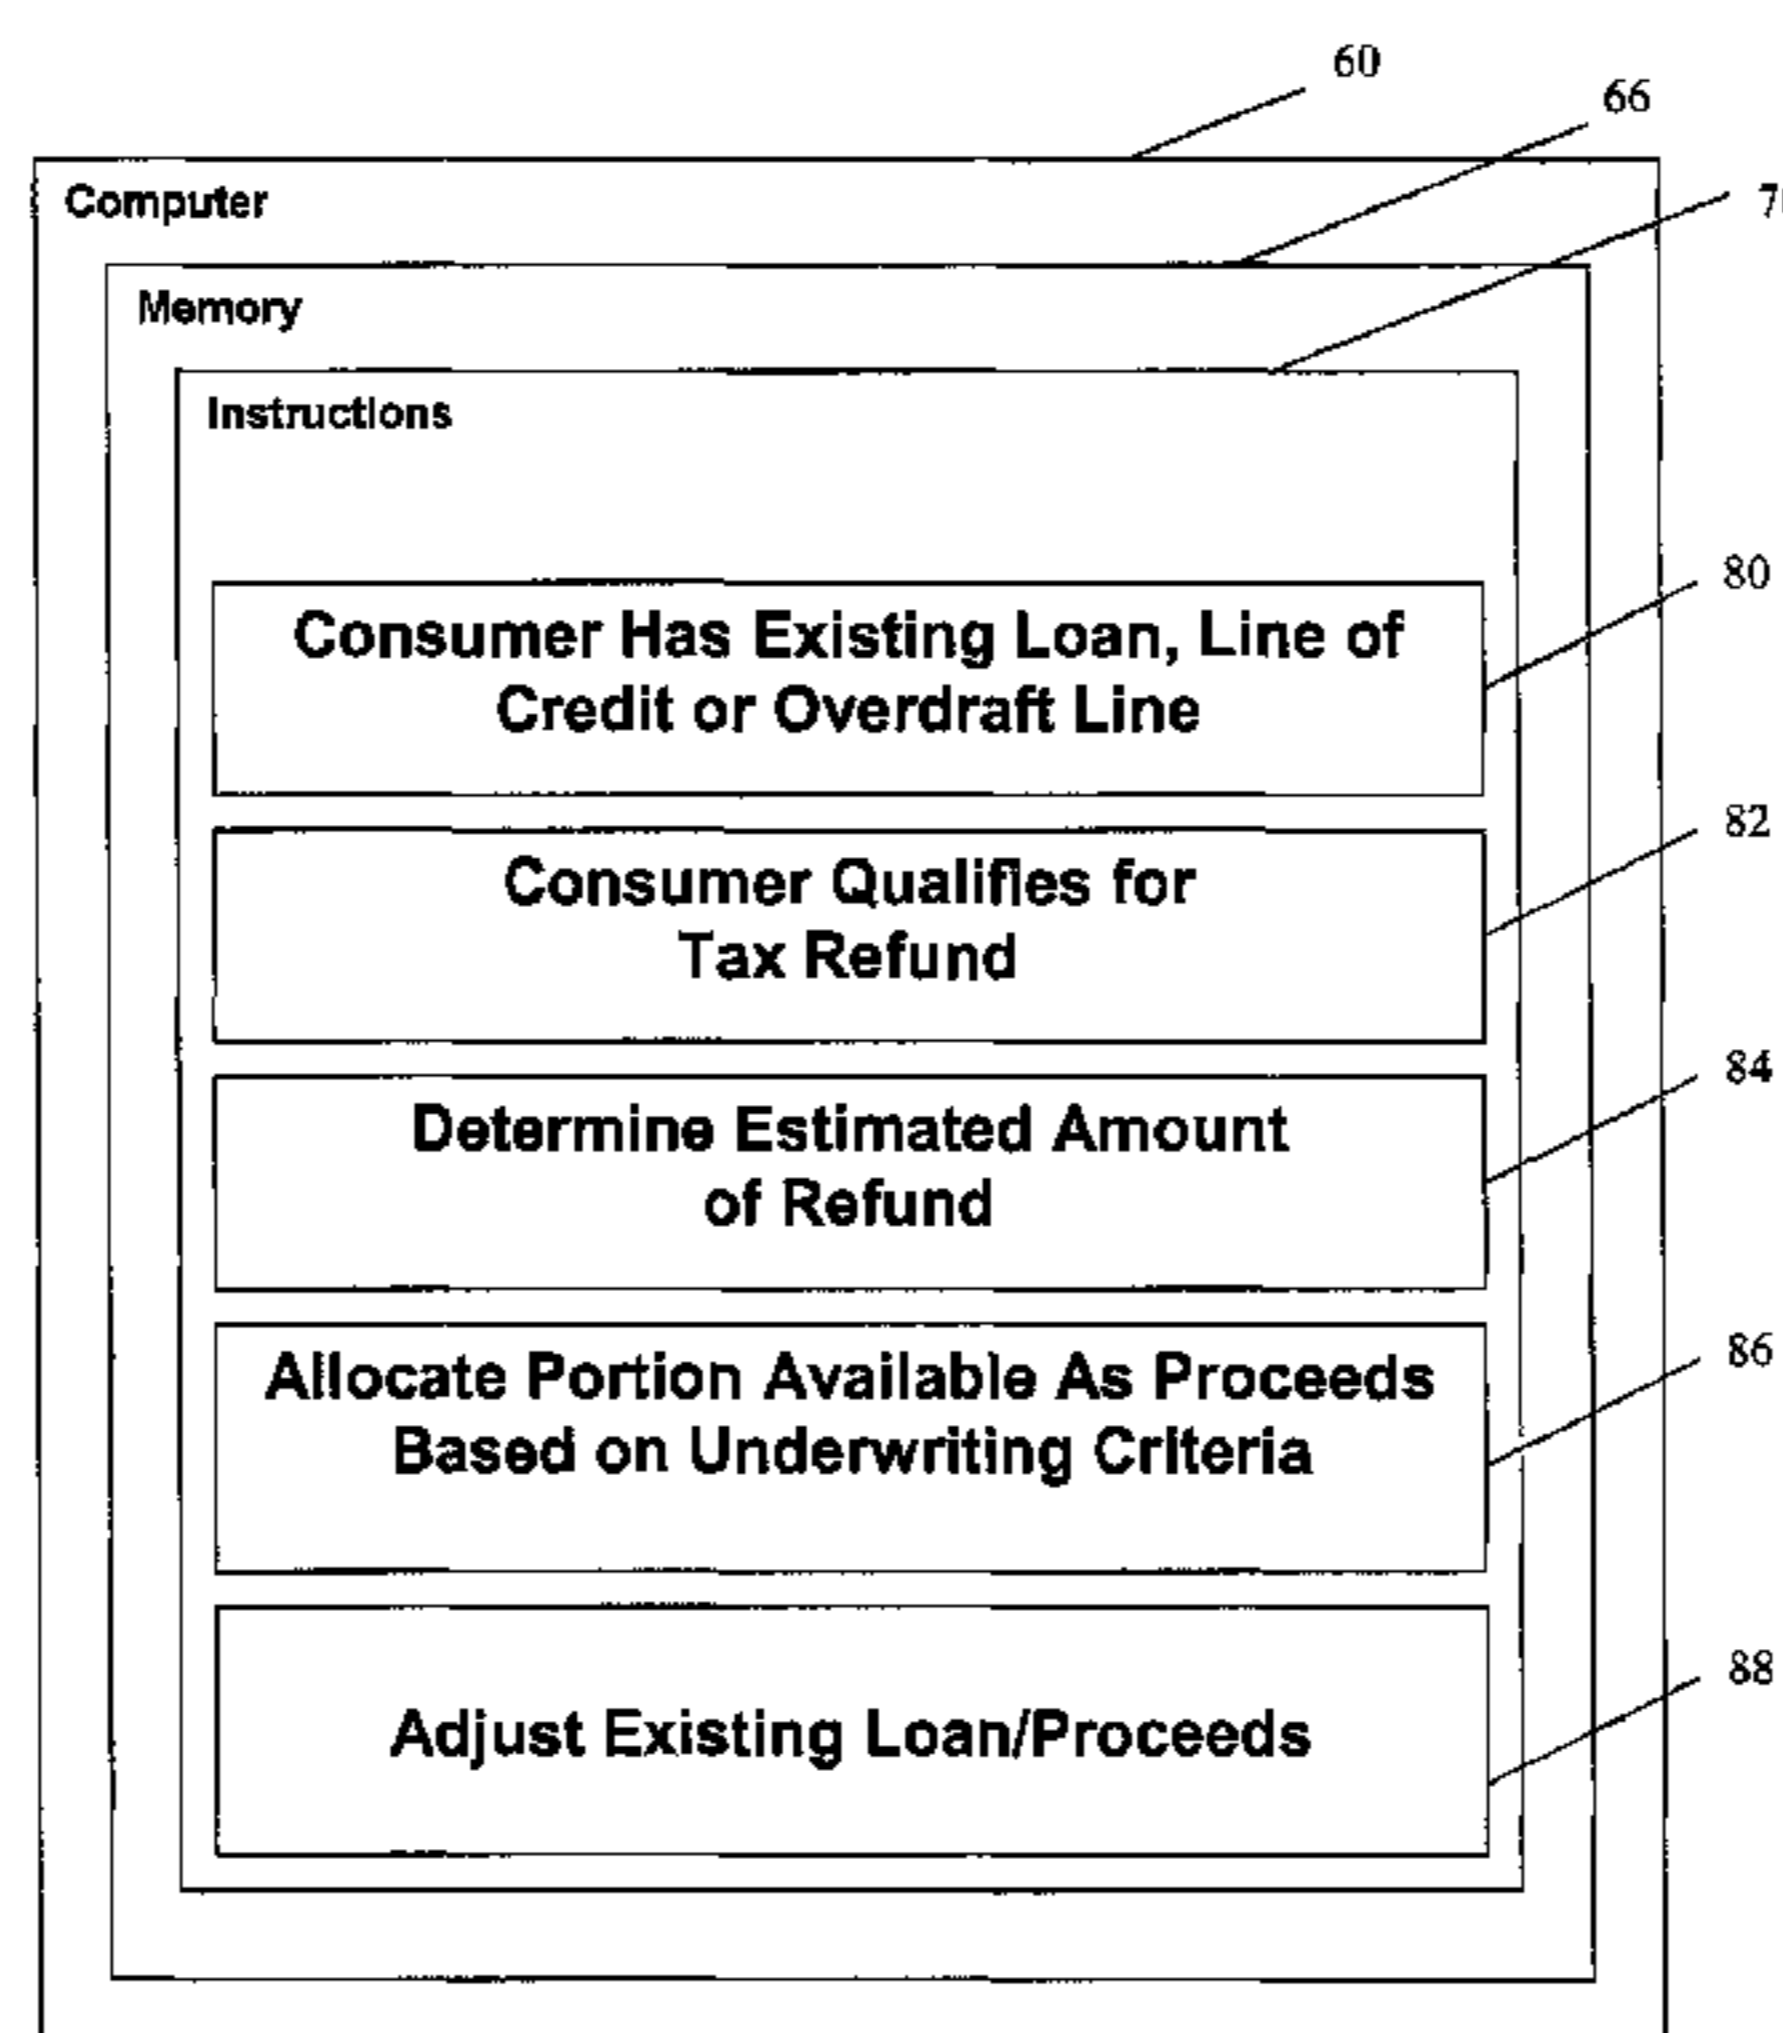 60
66
Computer
Memory
Instructions
80
Consumer Has Existing Loan, Line of
Credit or Overdraft Line
82
Consumer Qualifies for
Tax Refund
84
Determine Estimated Amount
of Refund
86
Allocate Portion Available As Proceeds
Based on Underwriting Criteria
88
Adjust Existing Loan/Proceeds